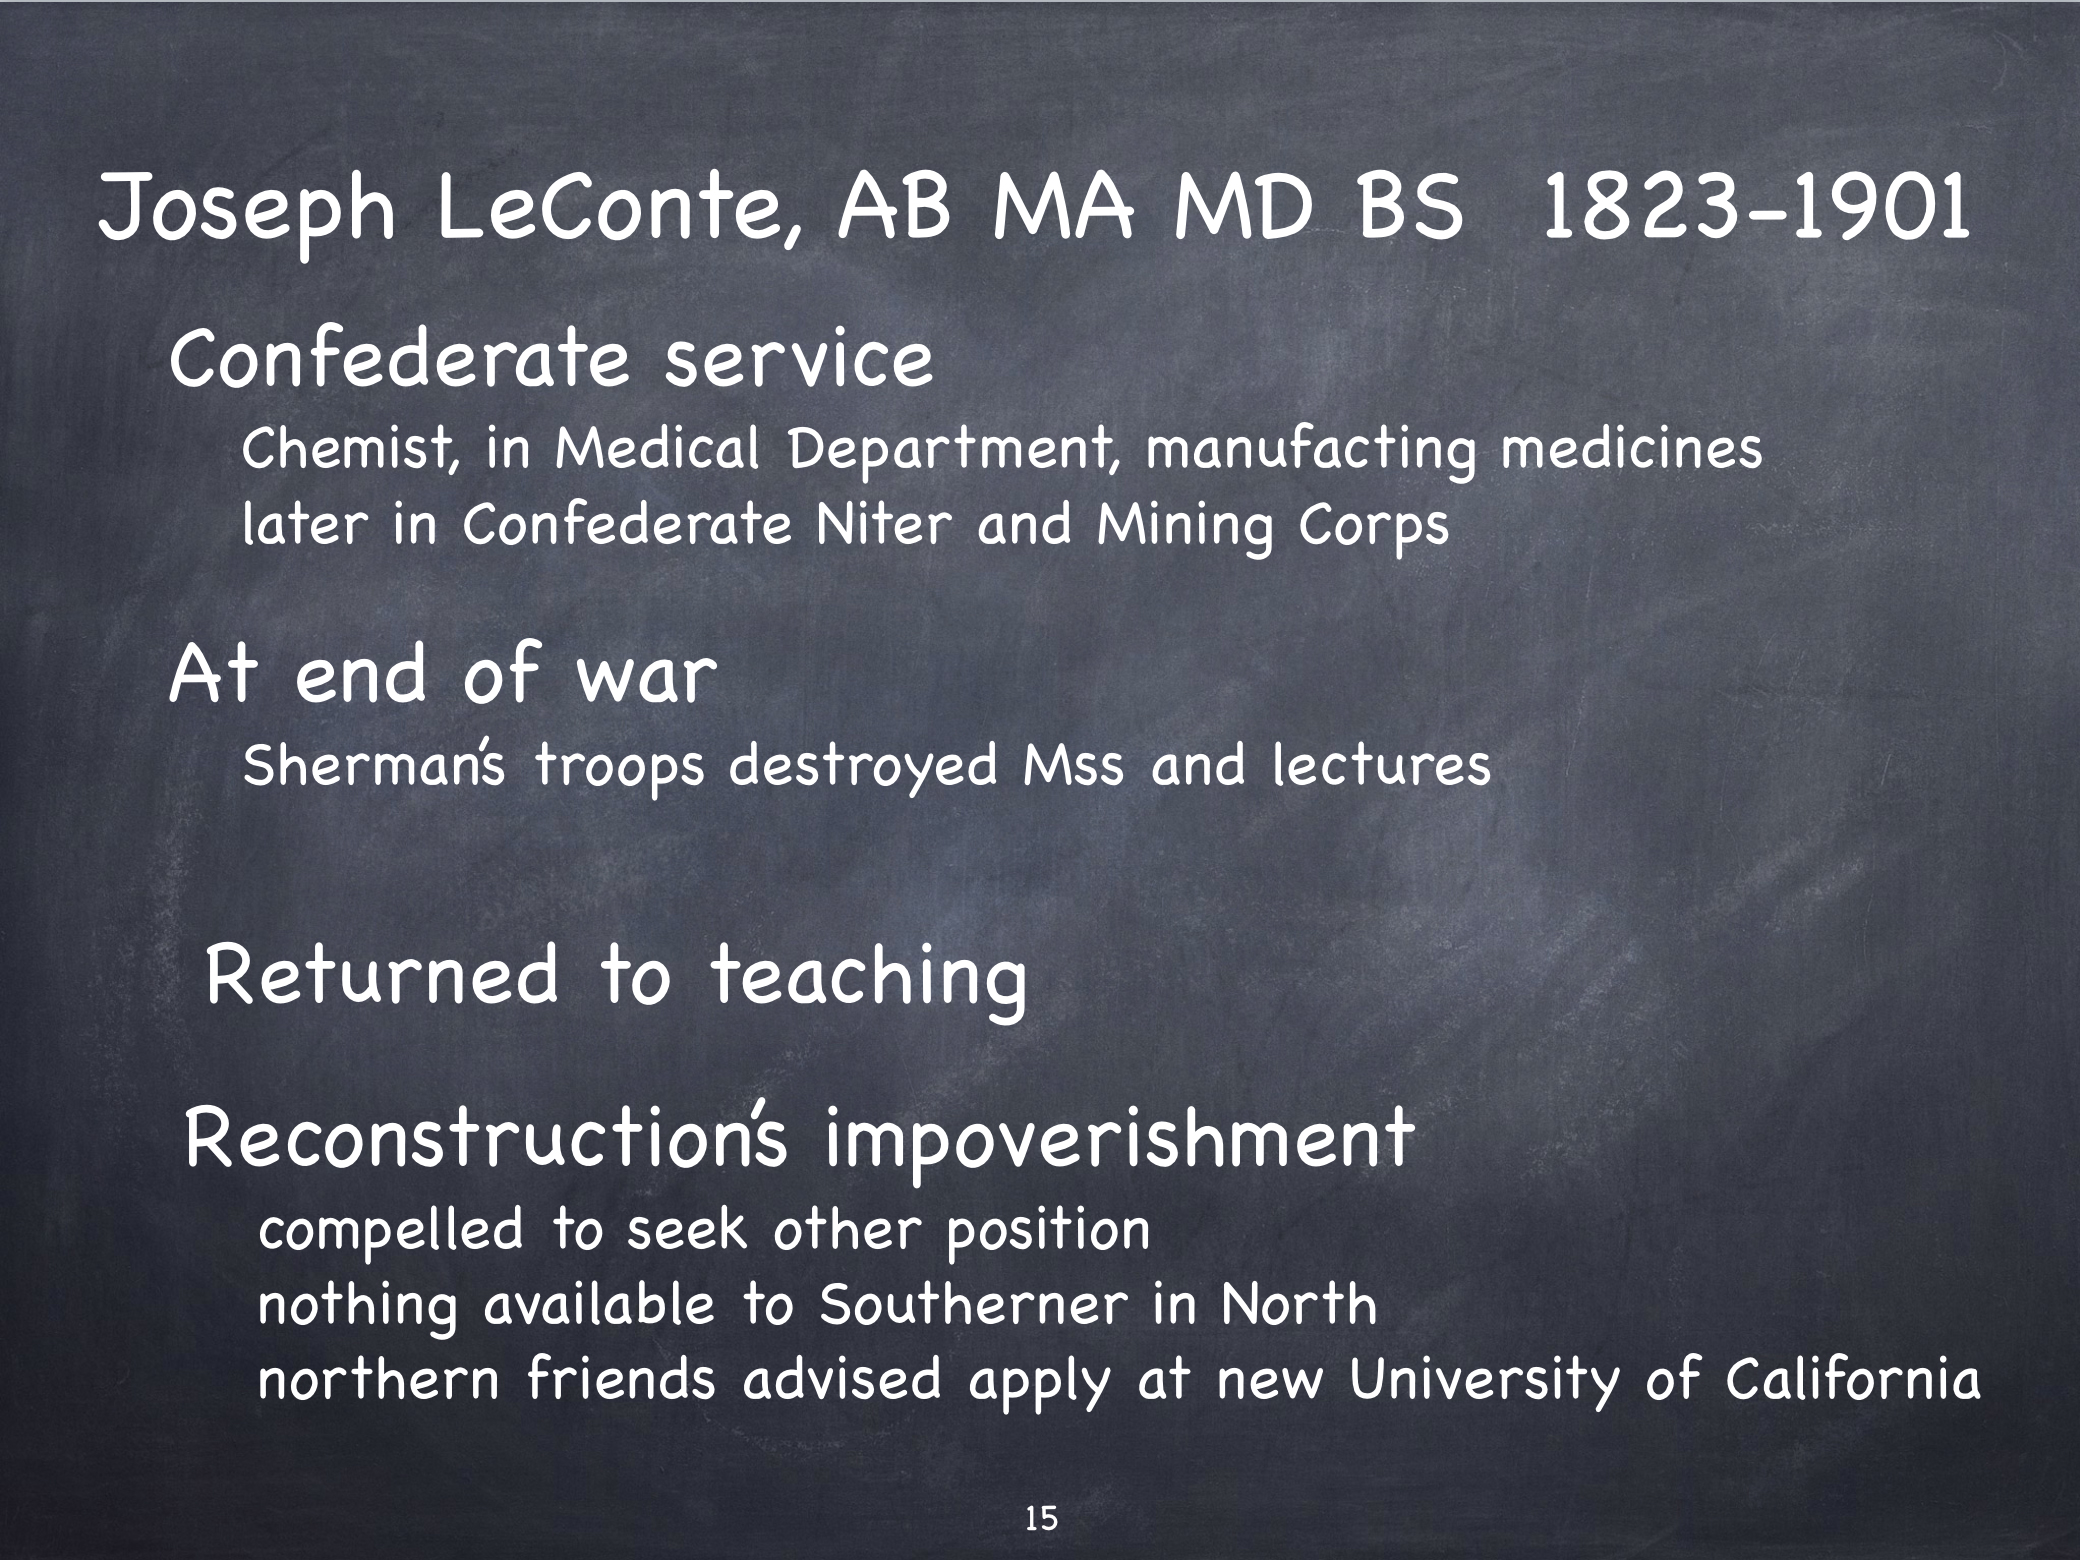 Joseph LeConte, AB MA MD BS 1823-1901
Confederate service
Chemist, in Medical Department, manufacting medicines
later in Confederate Niter and Mining Corps
At end of war
Sherman's troops destroyed Mss and lectures
Returned to teaching
Reconstruction's impoverishment
compelled to seek other position
nothing available to Southerner in North
northern friends advised apply at new University of California
15